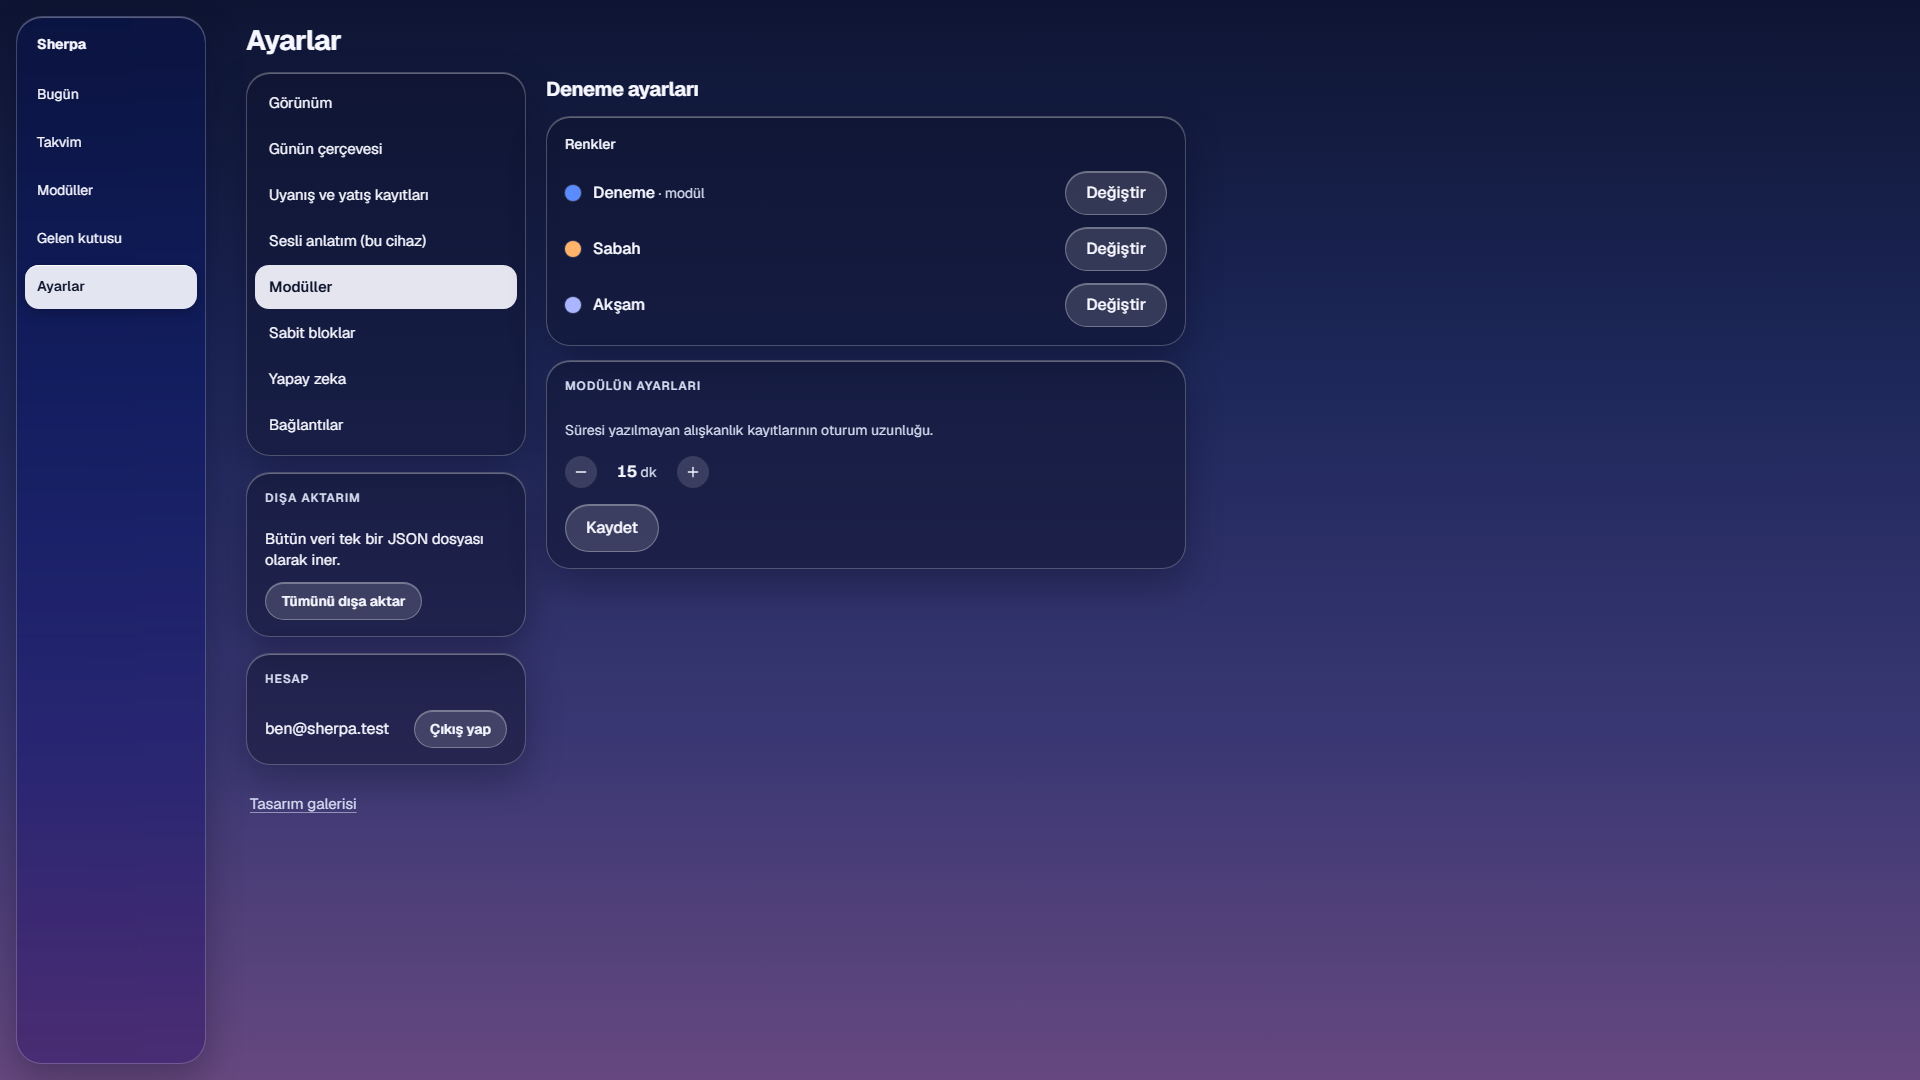 Sherpa
Bugün
Takvim
Modüller
Gelen kutusu
Ayarlar
Ayarlar
Görünüm
Günün çerçevesi
Uyanış ve yatış kayıtları
Sesli anlatım (bu cihaz)
Modüller
Sabit bloklar
Yapay zeka
Bağlantılar
DIŞA AKTARIM
Bütün veri tek bir JSON dosyası
olarak iner.
Tümünü dışa aktar
HESAP
ben@sherpa.test
Çıkış yap
Tasarım galerisi
Deneme ayarları
Renkler
Deneme · modül
Değiştir
Sabah
Değiştir
Akşam
Değiştir
MODÜLÜN AYARLARI
Süresi yazılmayan alışkanlık kayıtlarının oturum uzunluğu.
− 15 dk +
Kaydet